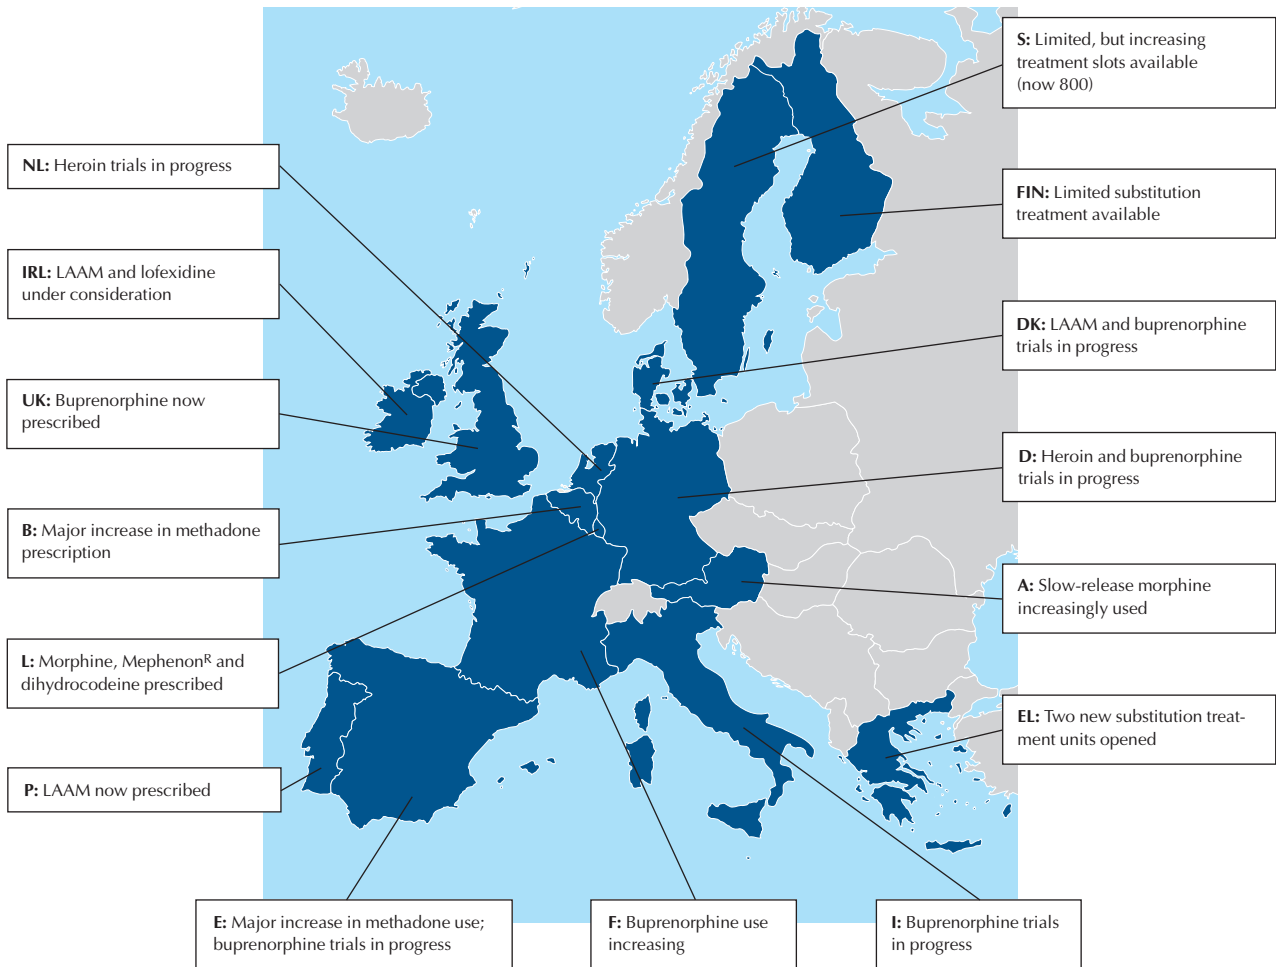 S: Limited, but increasing
treatment slots available
(now 800)
NL: Heroin trials in progress
FIN: Limited substitution
treatment available
IRL: LAAM and lofexidine
under consideration
DK: LAAM and buprenorphine
trials in progress
UK: Buprenorphine now
prescribed
D: Heroin and buprenorphine
trials in progress
B: Major increase in methadone
prescription
A: Slow-release morphine
increasingly used
L: Morphine, Mephenonᴿ and
dihydrocodeine prescribed
EL: Two new substitution treat-
ment units opened
P: LAAM now prescribed
E: Major increase in methadone use;
buprenorphine trials in progress
F: Buprenorphine use
increasing
I: Buprenorphine trials
in progress